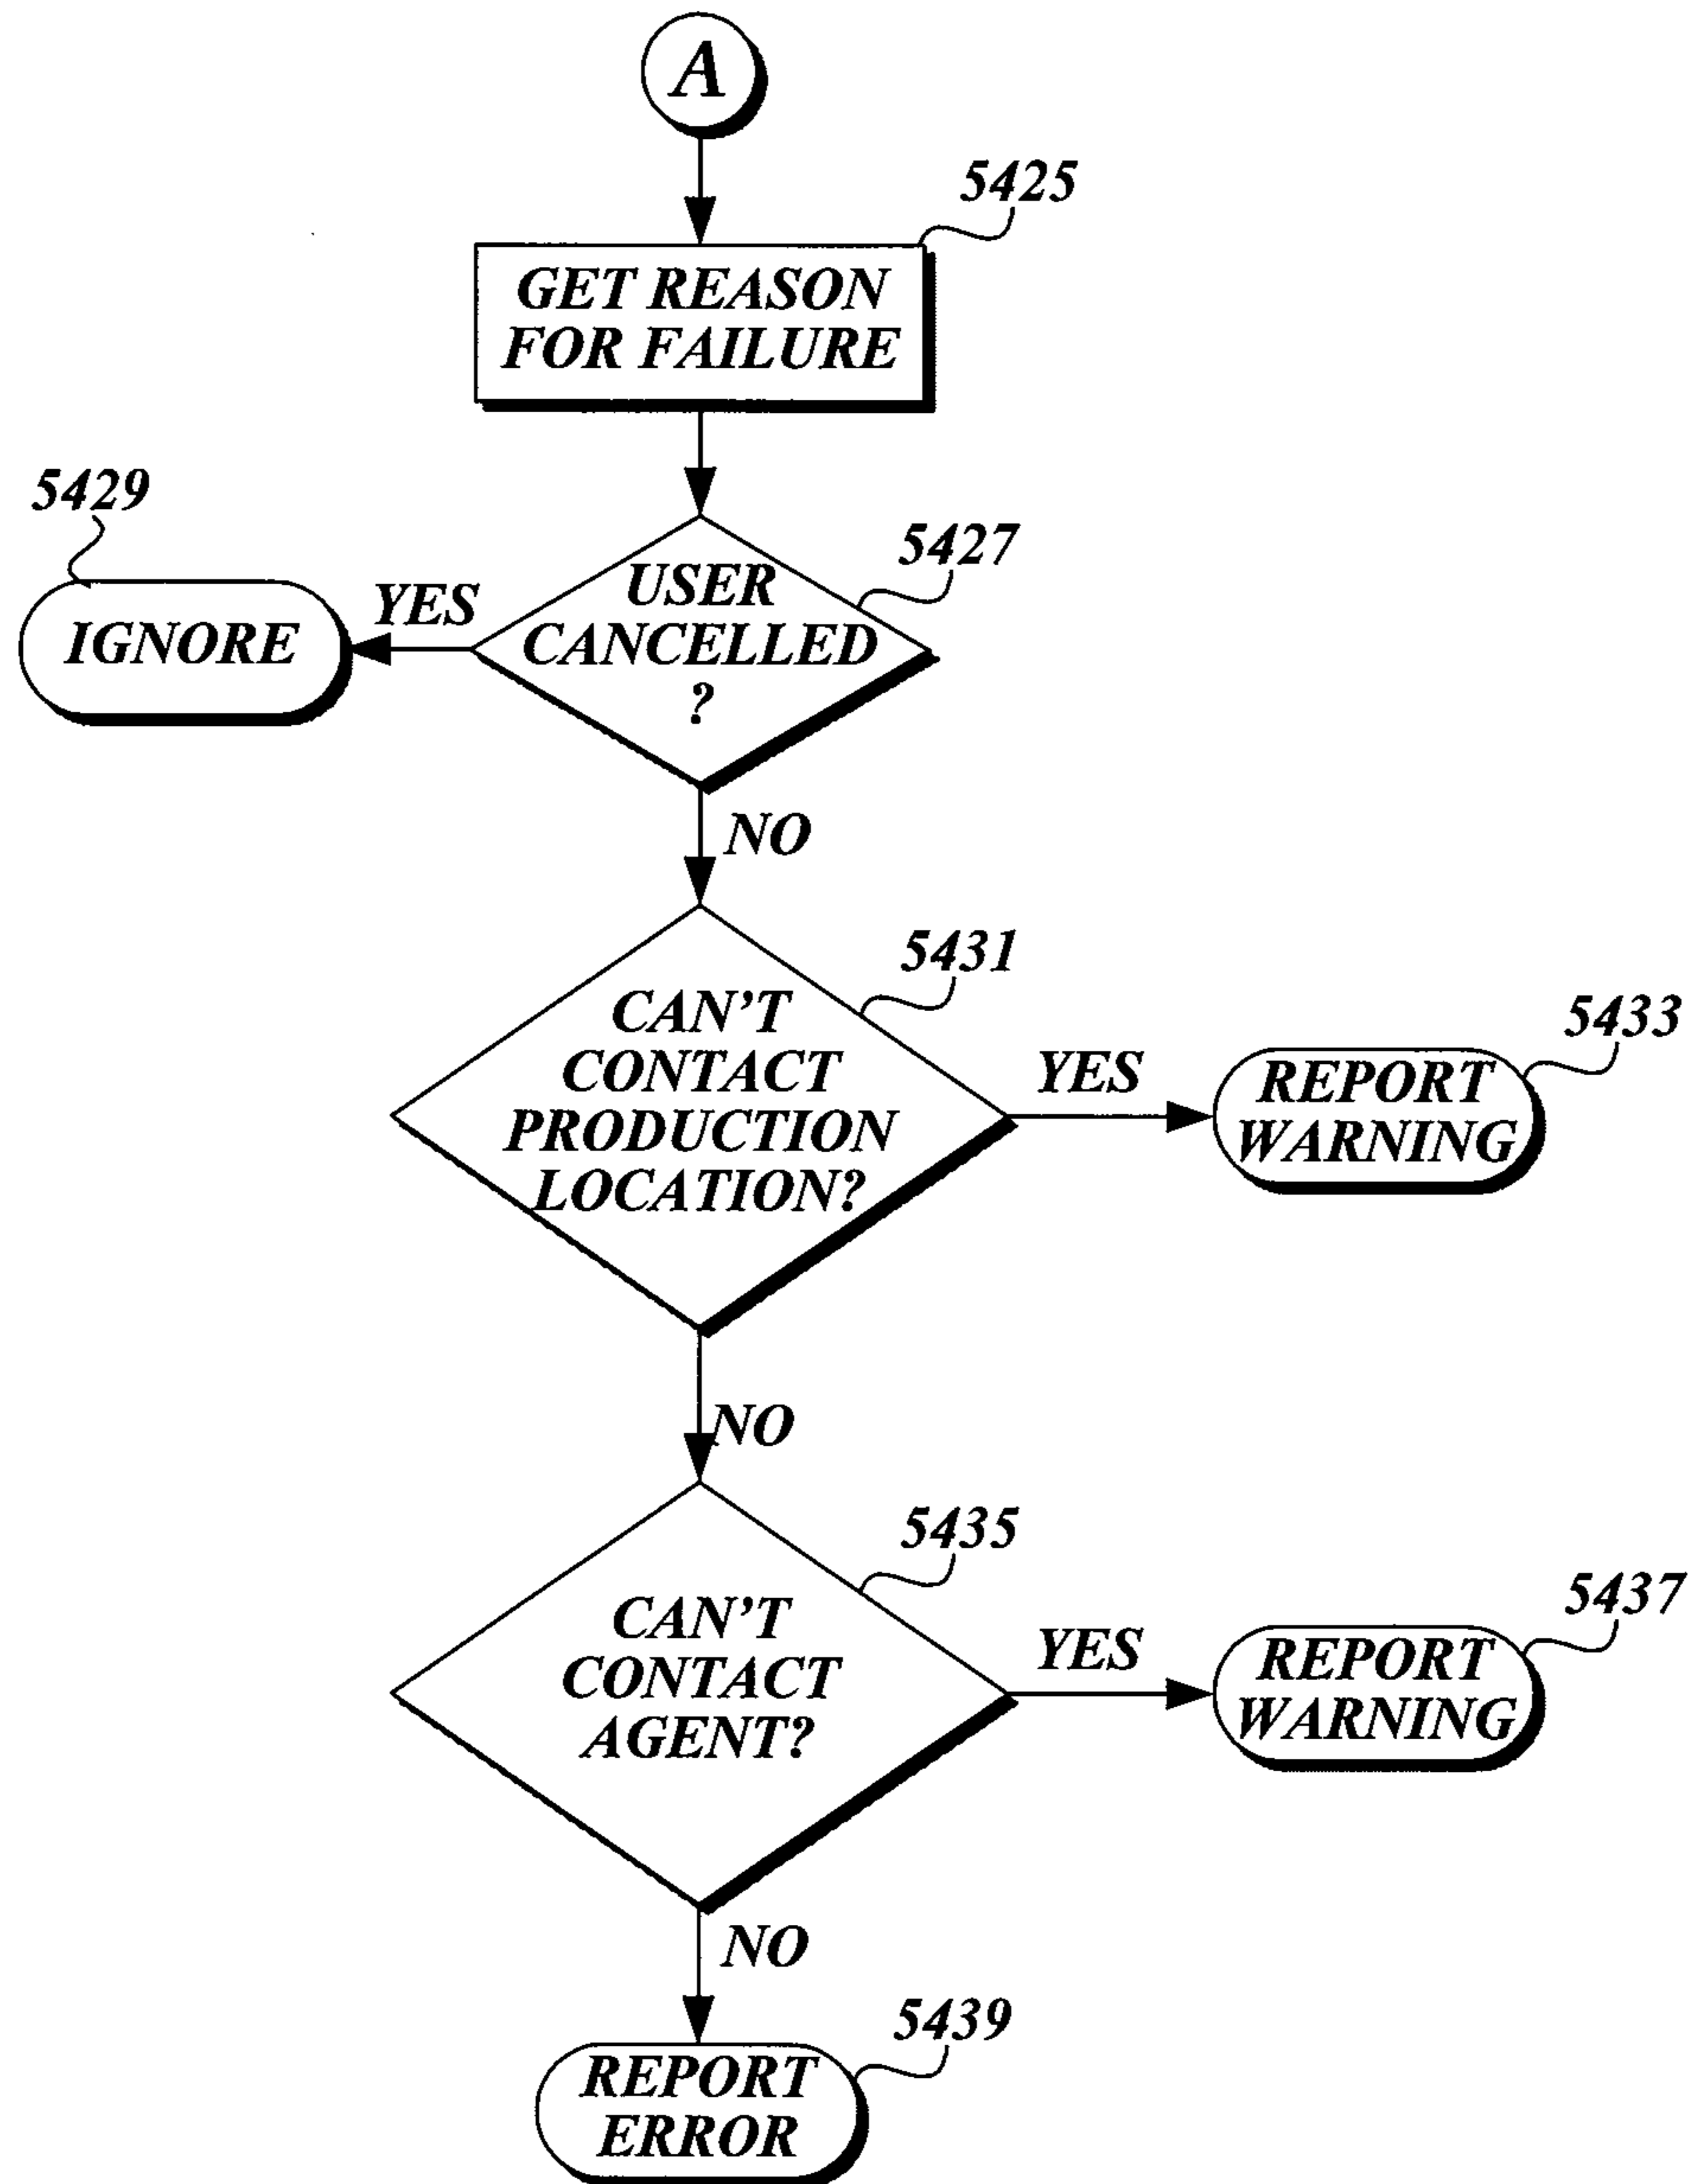 A
5425
GET REASON
FOR FAILURE
5429
5427
IGNORE
YES
USER
CANCELLED
?
NO
5431
CAN'T
CONTACT
PRODUCTION
LOCATION?
YES
5433
REPORT
WARNING
NO
5435
CAN'T
CONTACT
AGENT?
YES
5437
REPORT
WARNING
NO
5439
REPORT
ERROR